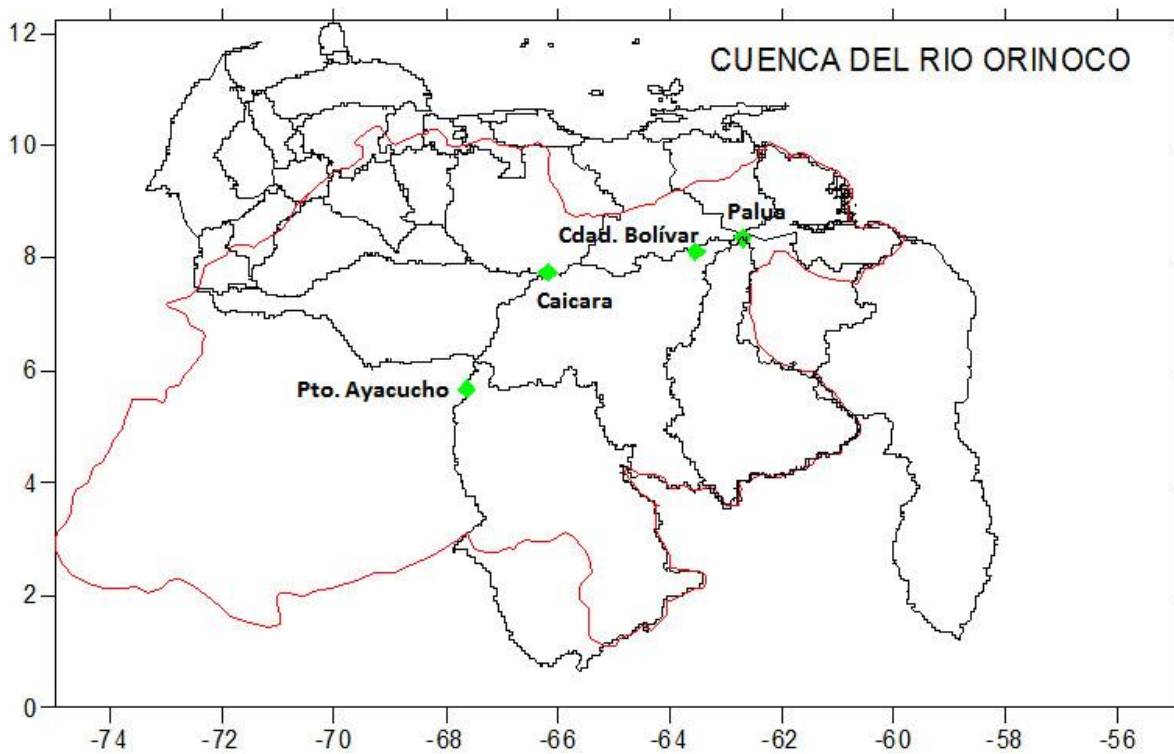 CUENCA DEL RIO ORINOCO
12
10
8
6
4
2
0
Palua
Cdad. Bolívar
Caicara
Pto. Ayacucho
-74 -72 -70 -68 -66 -64 -62 -60 -58 -56